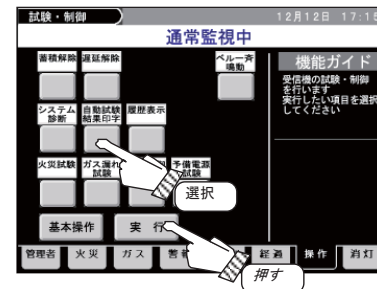 試験・制御
12月12日 17:15
通常監視中
蓄積解除 遅延解除 ベル一斉鳴動
機能ガイド
受信機の試験・制御
を行います
実行したい項目を選択
してください
システム診断 自動試験結果印字 履歴表示
火災試験 ガス漏れ試験 予備電源試験
選択
基本操作 実行
押す
管理者 火災 ガス 経過 操作 消灯